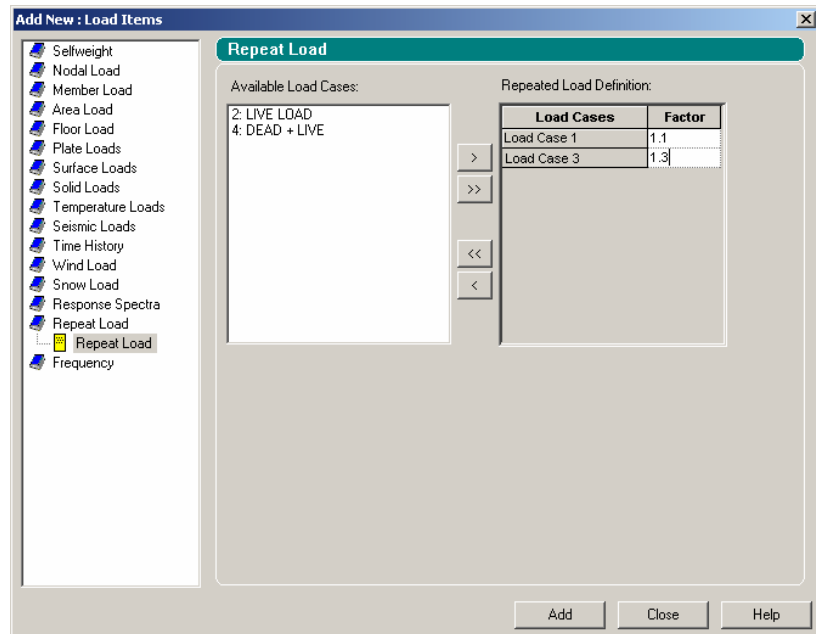 Add New : Load Items
Selfweight
Nodal Load
Member Load
Area Load
Floor Load
Plate Loads
Surface Loads
Solid Loads
Temperature Loads
Seismic Loads
Time History
Wind Load
Snow Load
Response Spectra
Repeat Load
Repeat Load
Frequency
Repeat Load
Available Load Cases:
2: LIVE LOAD
4: DEAD + LIVE
>
>>
<<
<
Repeated Load Definition:
Load Cases Factor
Load Case 1 1.1
Load Case 3 1.3
Add Close Help